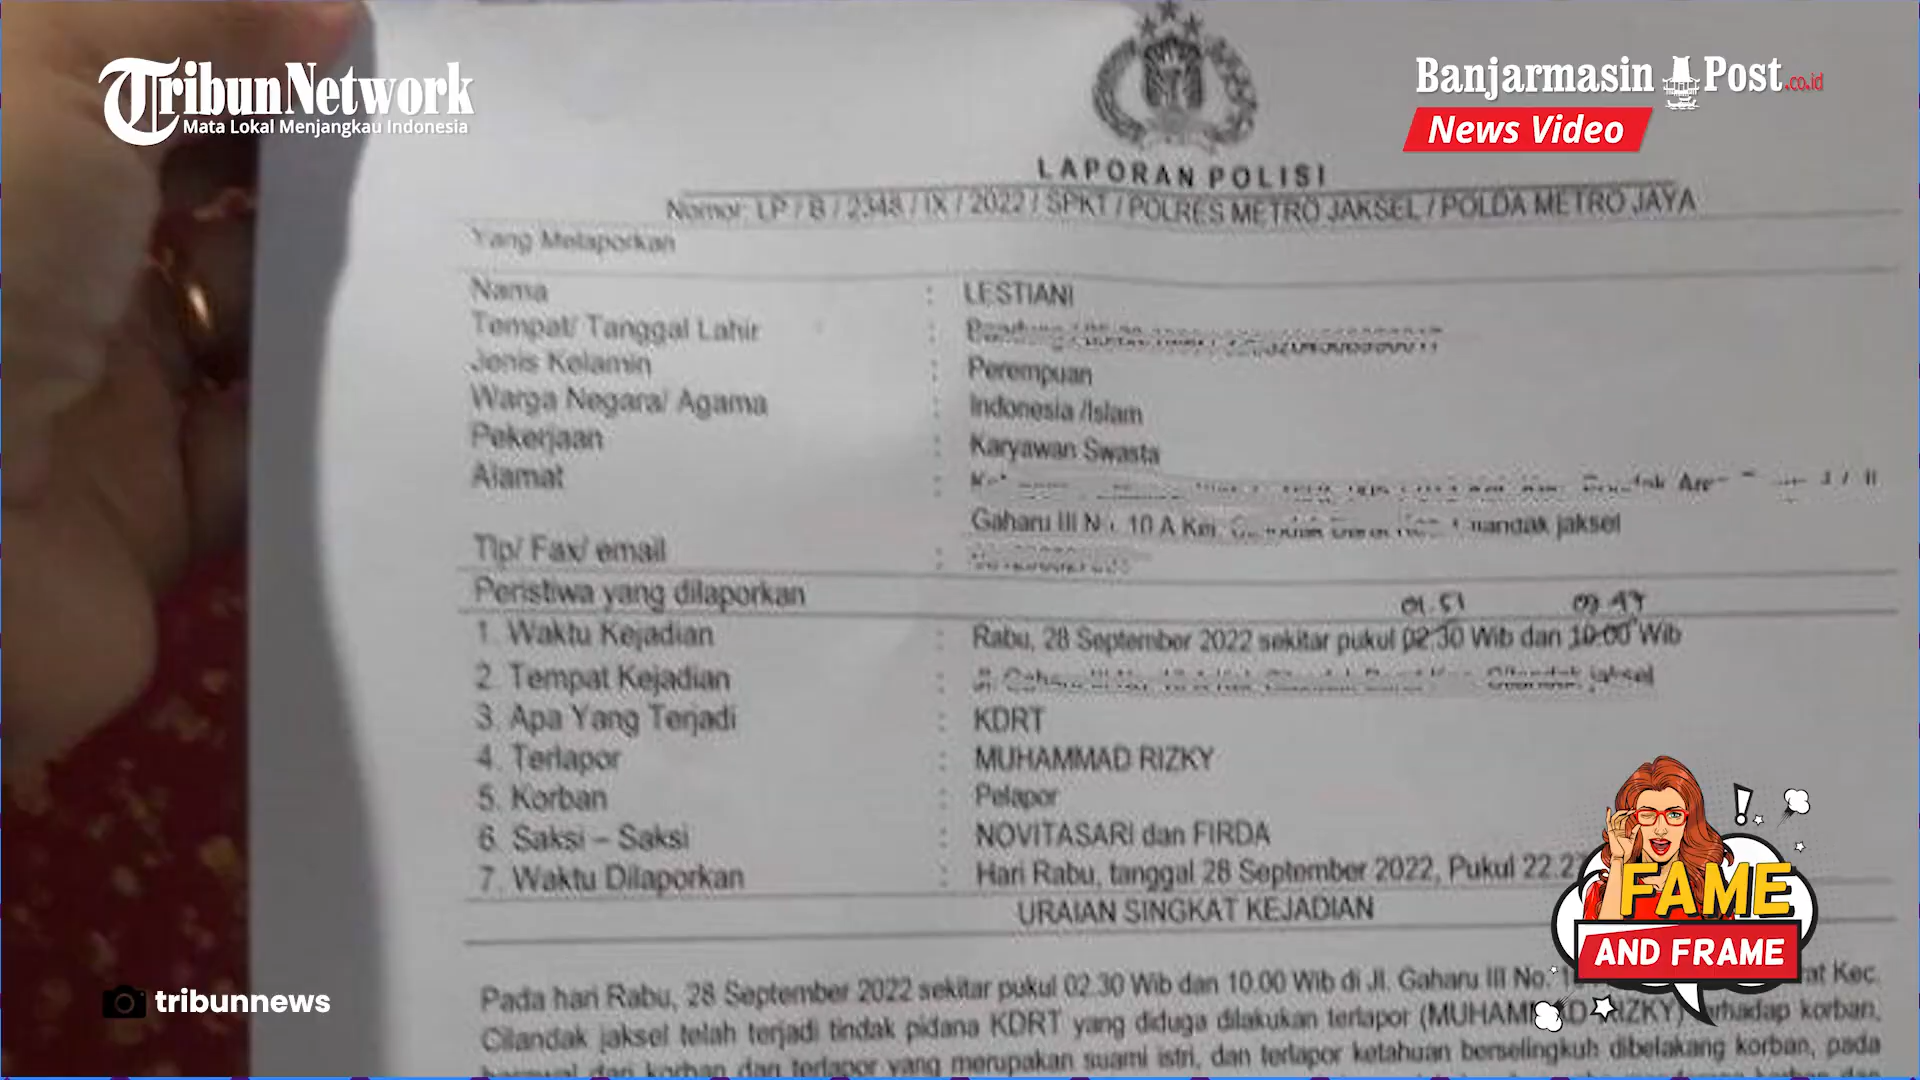 TribunNetwork
Mata Lokal Menjangkau Indonesia
Banjarmasin Post.co.id
News Video
LAPORAN POLISI
Nomor: LP / B / 2348 / IX / 2022 / SPKT / POLRES METRO JAKSEL / POLDA METRO JAYA
Yang Melaporkan
Nama : LESTIANI
Tempat/ Tanggal Lahir :
Jenis Kelamin : Perempuan
Warga Negara/ Agama : Indonesia /Islam
Pekerjaan : Karyawan Swasta
Alamat :
Gaharu III 10 A jaksel
Tlp/ Fax/ email :
Peristiwa yang dilaporkan
1. Waktu Kejadian : Rabu, 28 September 2022 sekitar pukul 02:30 Wib dan 10:00 Wib
2. Tempat Kejadian : jaksel
3. Apa Yang Terjadi : KDRT
4. Terlapor : MUHAMMAD RIZKY
5. Korban : Pelapor
6. Saksi – Saksi : NOVITASARI dan FIRDA
7. Waktu Dilaporkan : Hari Rabu, tanggal 28 September 2022, Pukul 22.2
URAIAN SINGKAT KEJADIAN
Pada hari Rabu, 28 September 2022 sekitar pukul 02.30 Wib dan 10.00 Wib di Jl. Gaharu III No. Kec.
Cilandak jaksel telah terjadi tindak pidana KDRT yang diduga dilakukan terlapor (MUHAMMAD RIZKY) terhadap korban,
dan korban dan terlapor yang merupakan suami istri, dan terlapor ketahuan berselingkuh dibelakang korban, pada
FAME
AND FRAME
tribunnews